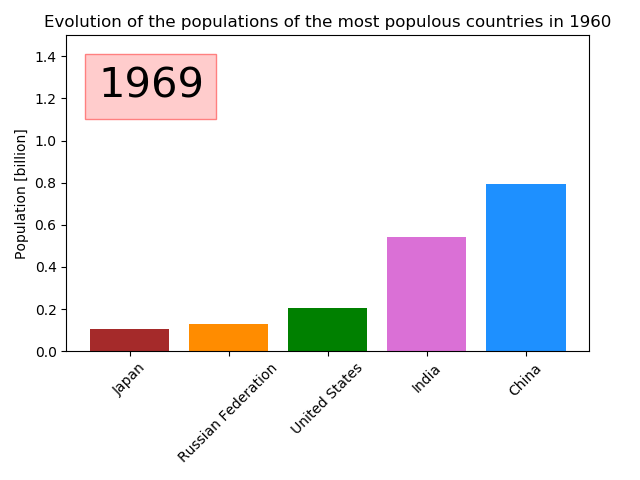 Evolution of the populations of the most populous countries in 1960
1969
Population [billion]
1.4
1.2
1.0
0.8
0.6
0.4
0.2
0.0
Japan
Russian Federation
United States
India
China